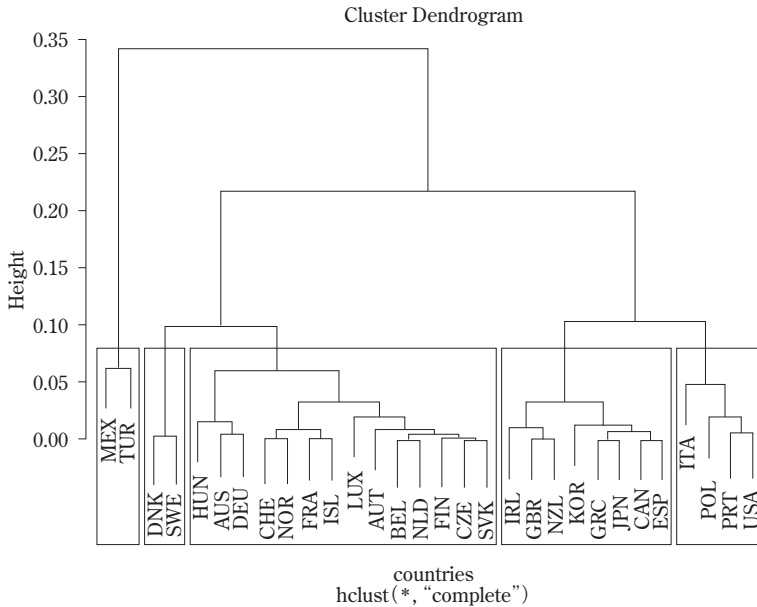 Cluster Dendrogram
Height
0.35
0.30
0.25
0.20
0.15
0.10
0.05
0.00
MEX
TUR
DNK
SWE
HUN
AUS
DEU
CHE
NOR
FRA
ISL
LUX
AUT
BEL
NLD
FIN
CZE
SVK
IRL
GBR
NZL
KOR
GRC
JPN
CAN
ESP
ITA
POL
PRT
USA
countries
hclust(*, “complete”)